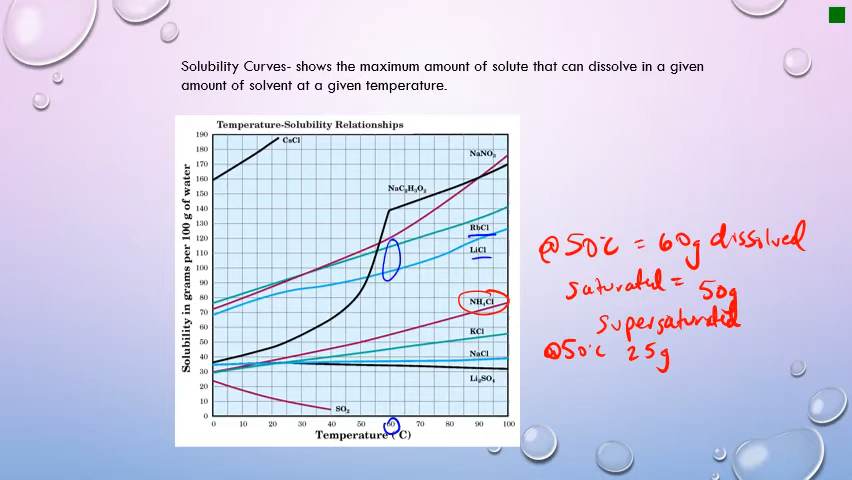 Solubility Curves- shows the maximum amount of solute that can dissolve in a given
amount of solvent at a given temperature.
Temperature-Solubility Relationships
Solubility in grams per 100 g of water
190
180
170
160
150
140
130
120
110
100
90
80
70
60
50
40
30
20
10
0
CsCl
NaNO₃
NaC₂H₃O₂
RbCl
LiCl
NH₄Cl
KCl
NaCl
Li₂SO₄
SO₂
0 10 20 30 40 50 60 70 80 90 100
Temperature (°C)
@50°C = 60g dissolved
saturated = 50g
supersaturated
@50°C 25g